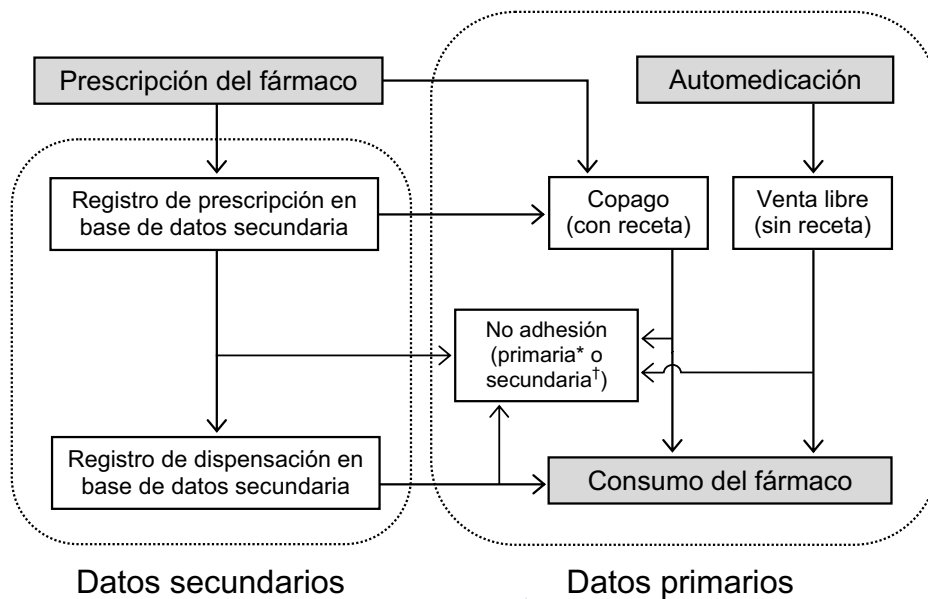 Prescripción del fármaco
Automedicación
Registro de prescripción en
base de datos secundaria
Copago
(con receta)
Venta libre
(sin receta)
No adhesión
(primaria* o
secundaria†)
Registro de dispensación en
base de datos secundaria
Consumo del fármaco
Datos secundarios
Datos primarios